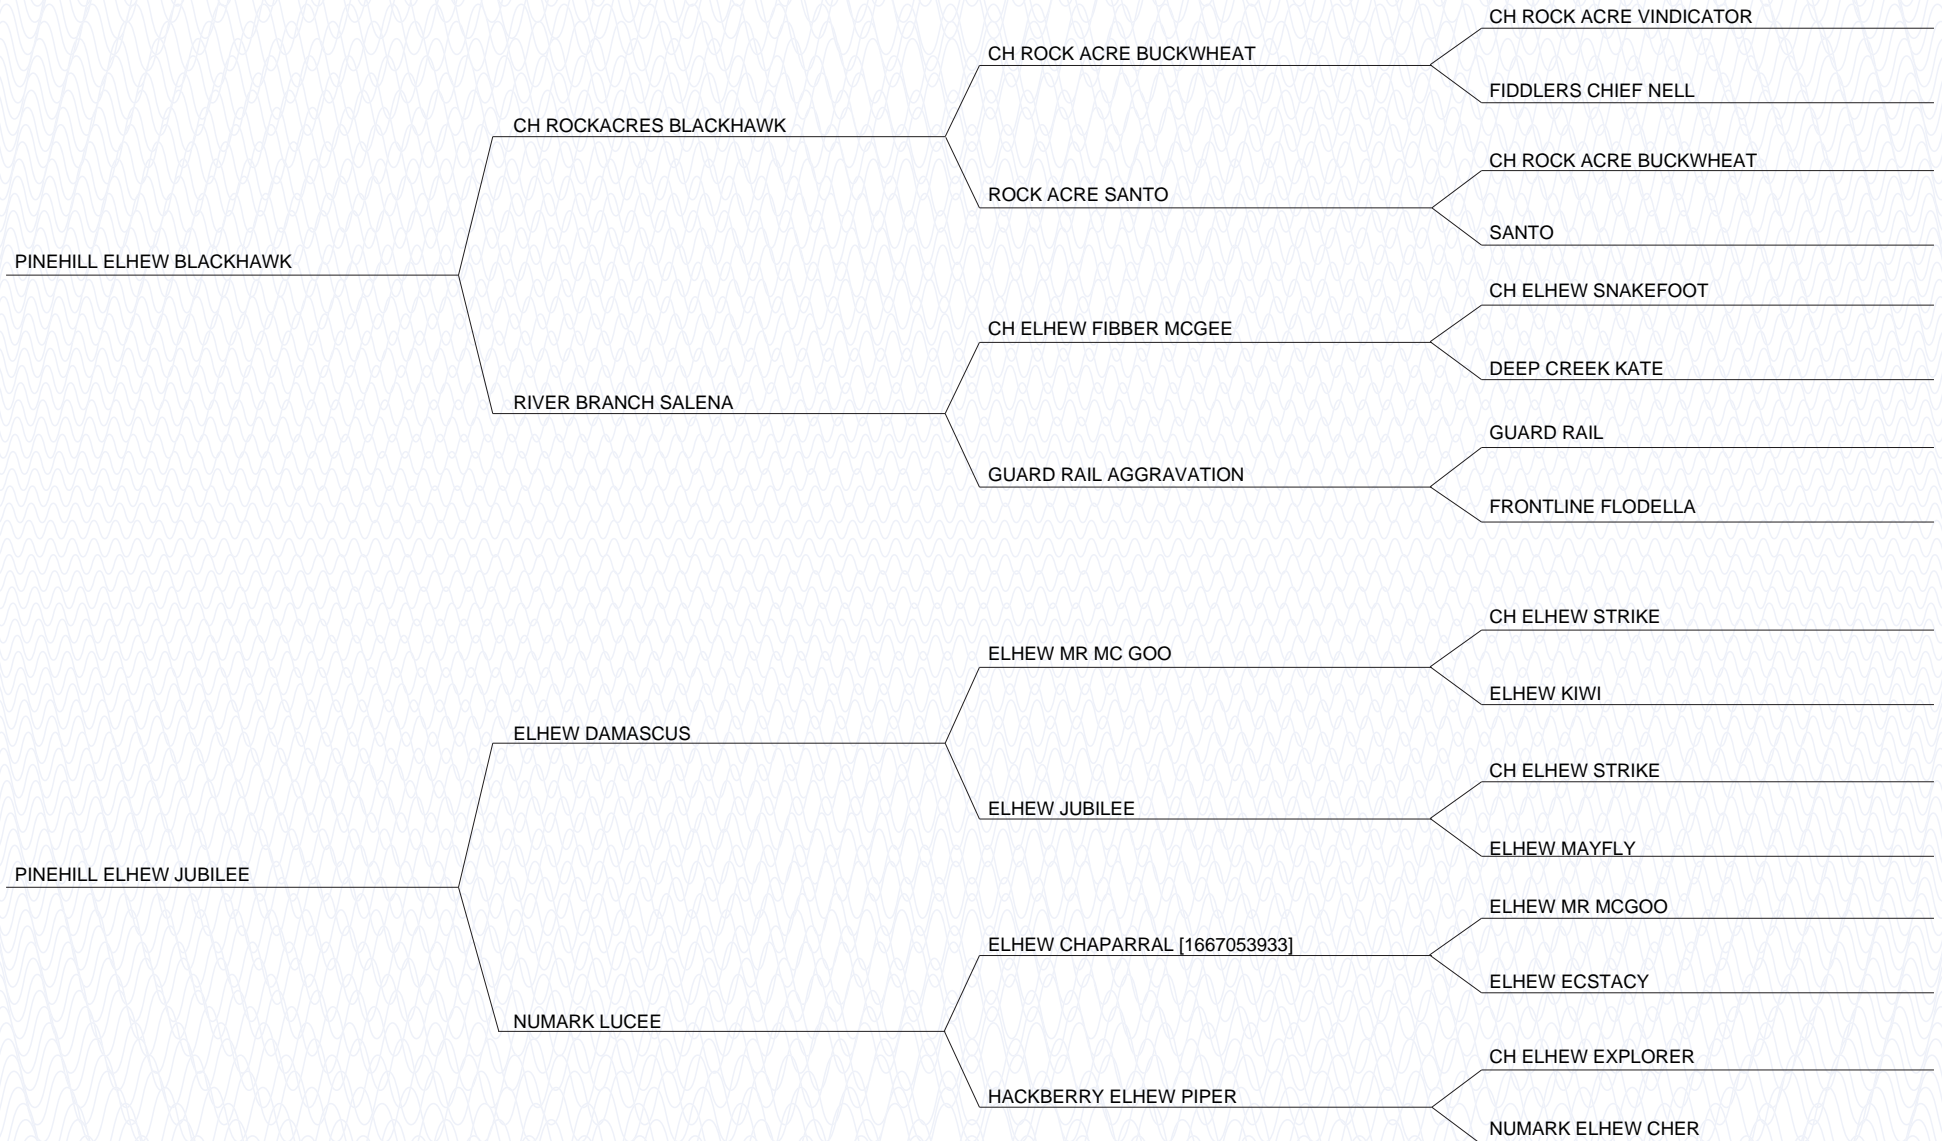 CH ROCK ACRE VINDICATOR
CH ROCK ACRE BUCKWHEAT
FIDDLERS CHIEF NELL
CH ROCKACRES BLACKHAWK
CH ROCK ACRE BUCKWHEAT
ROCK ACRE SANTO
SANTO
PINEHILL ELHEW BLACKHAWK
CH ELHEW SNAKEFOOT
CH ELHEW FIBBER MCGEE
DEEP CREEK KATE
RIVER BRANCH SALENA
GUARD RAIL
GUARD RAIL AGGRAVATION
FRONTLINE FLODELLA
CH ELHEW STRIKE
ELHEW MR MC GOO
ELHEW KIWI
ELHEW DAMASCUS
CH ELHEW STRIKE
ELHEW JUBILEE
ELHEW MAYFLY
PINEHILL ELHEW JUBILEE
ELHEW MR MCGOO
ELHEW CHAPARRAL [1667053933]
ELHEW ECSTACY
NUMARK LUCEE
CH ELHEW EXPLORER
HACKBERRY ELHEW PIPER
NUMARK ELHEW CHER